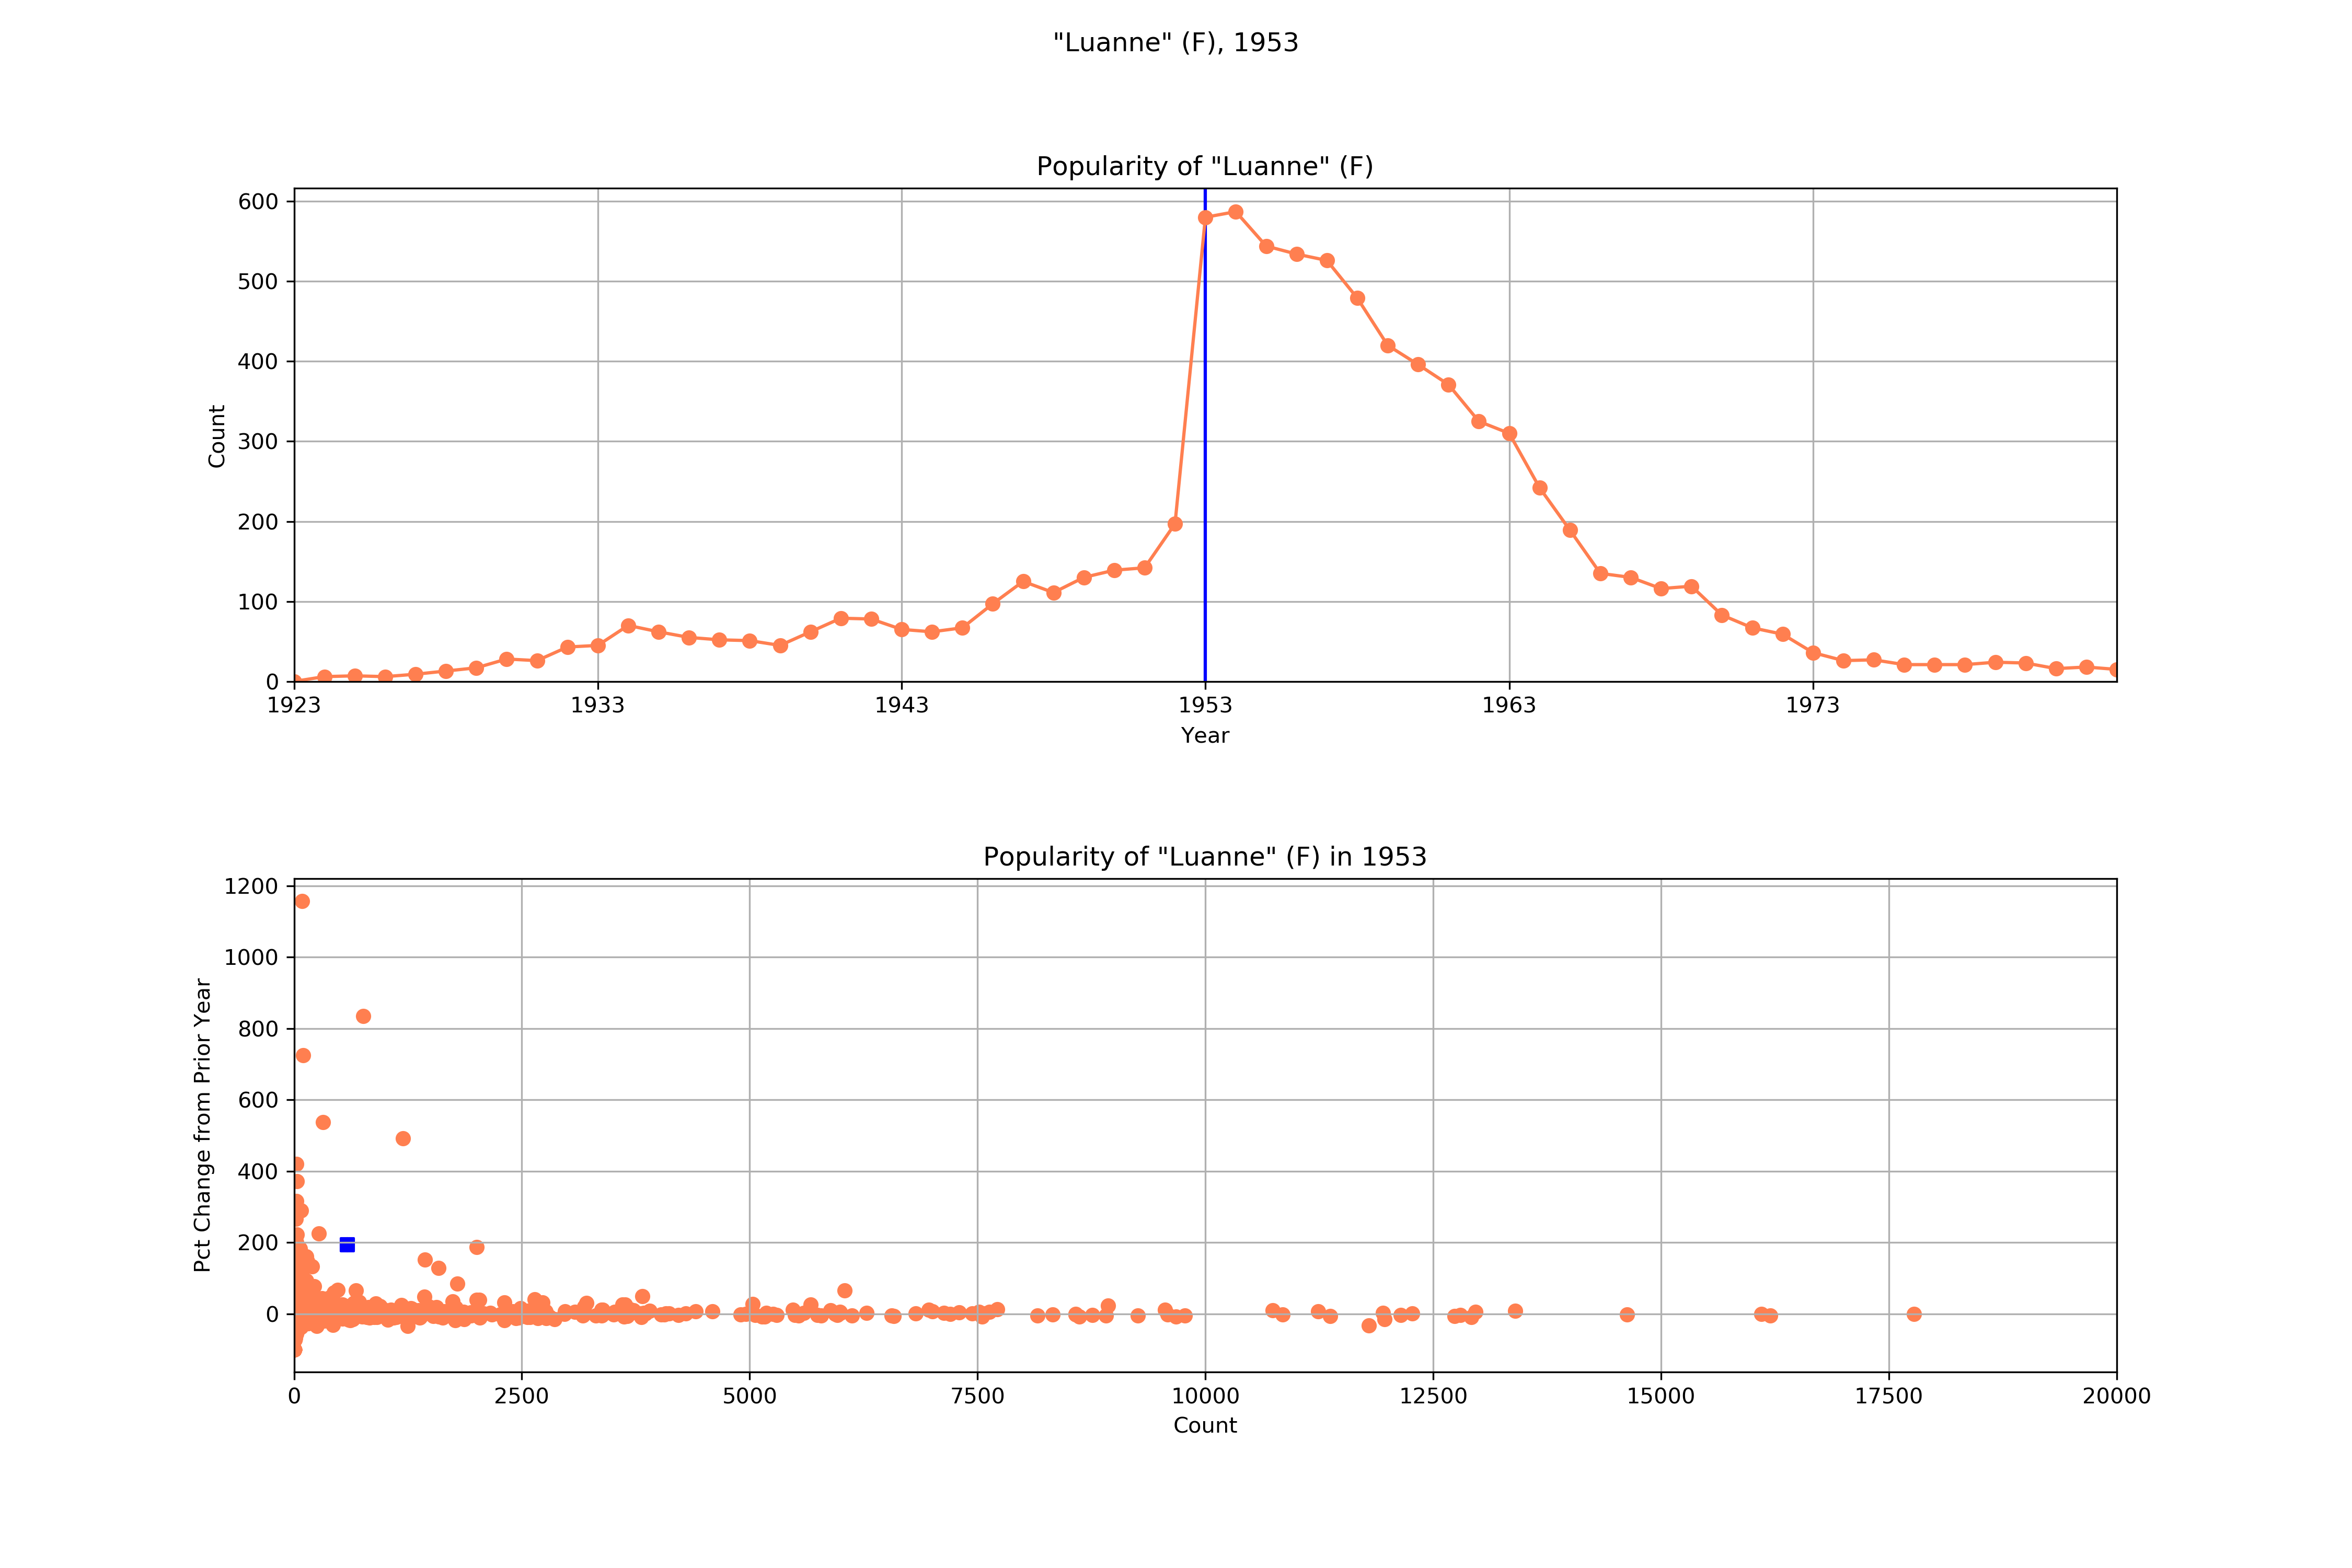 "Luanne" (F), 1953
Popularity of "Luanne" (F)
600
500
400
300
200
100
0
Count
1923 1933 1943 1953 1963 1973
Year
Popularity of "Luanne" (F) in 1953
1200
1000
800
600
400
200
0
Pct Change from Prior Year
0 2500 5000 7500 10000 12500 15000 17500 20000
Count